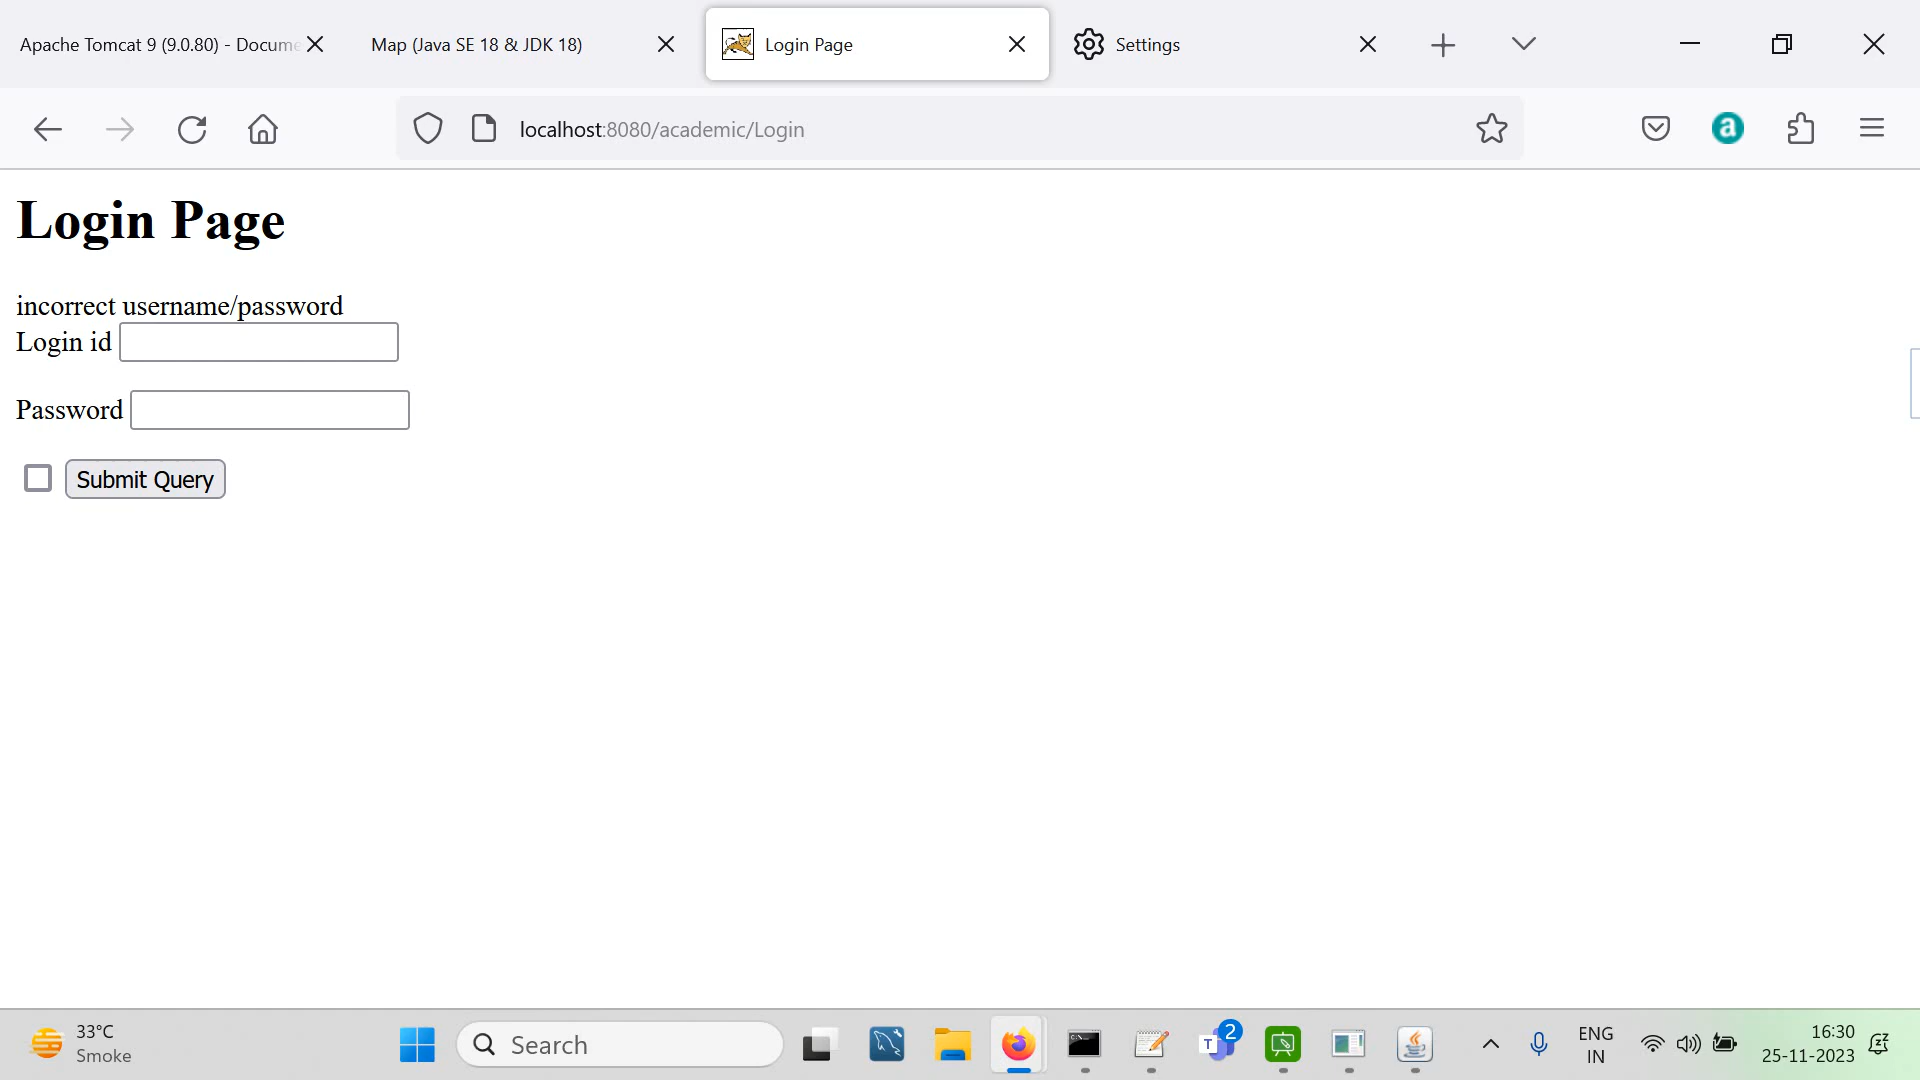 Apache Tomcat 9 (9.0.80) - Docume
Map (Java SE 18 & JDK 18)
Login Page
Settings
localhost:8080/academic/Login
a
Login Page
incorrect username/password
Login id
Password
Submit Query
33°C
Smoke
Search
T
2
ENG
IN
16:30
25-11-2023